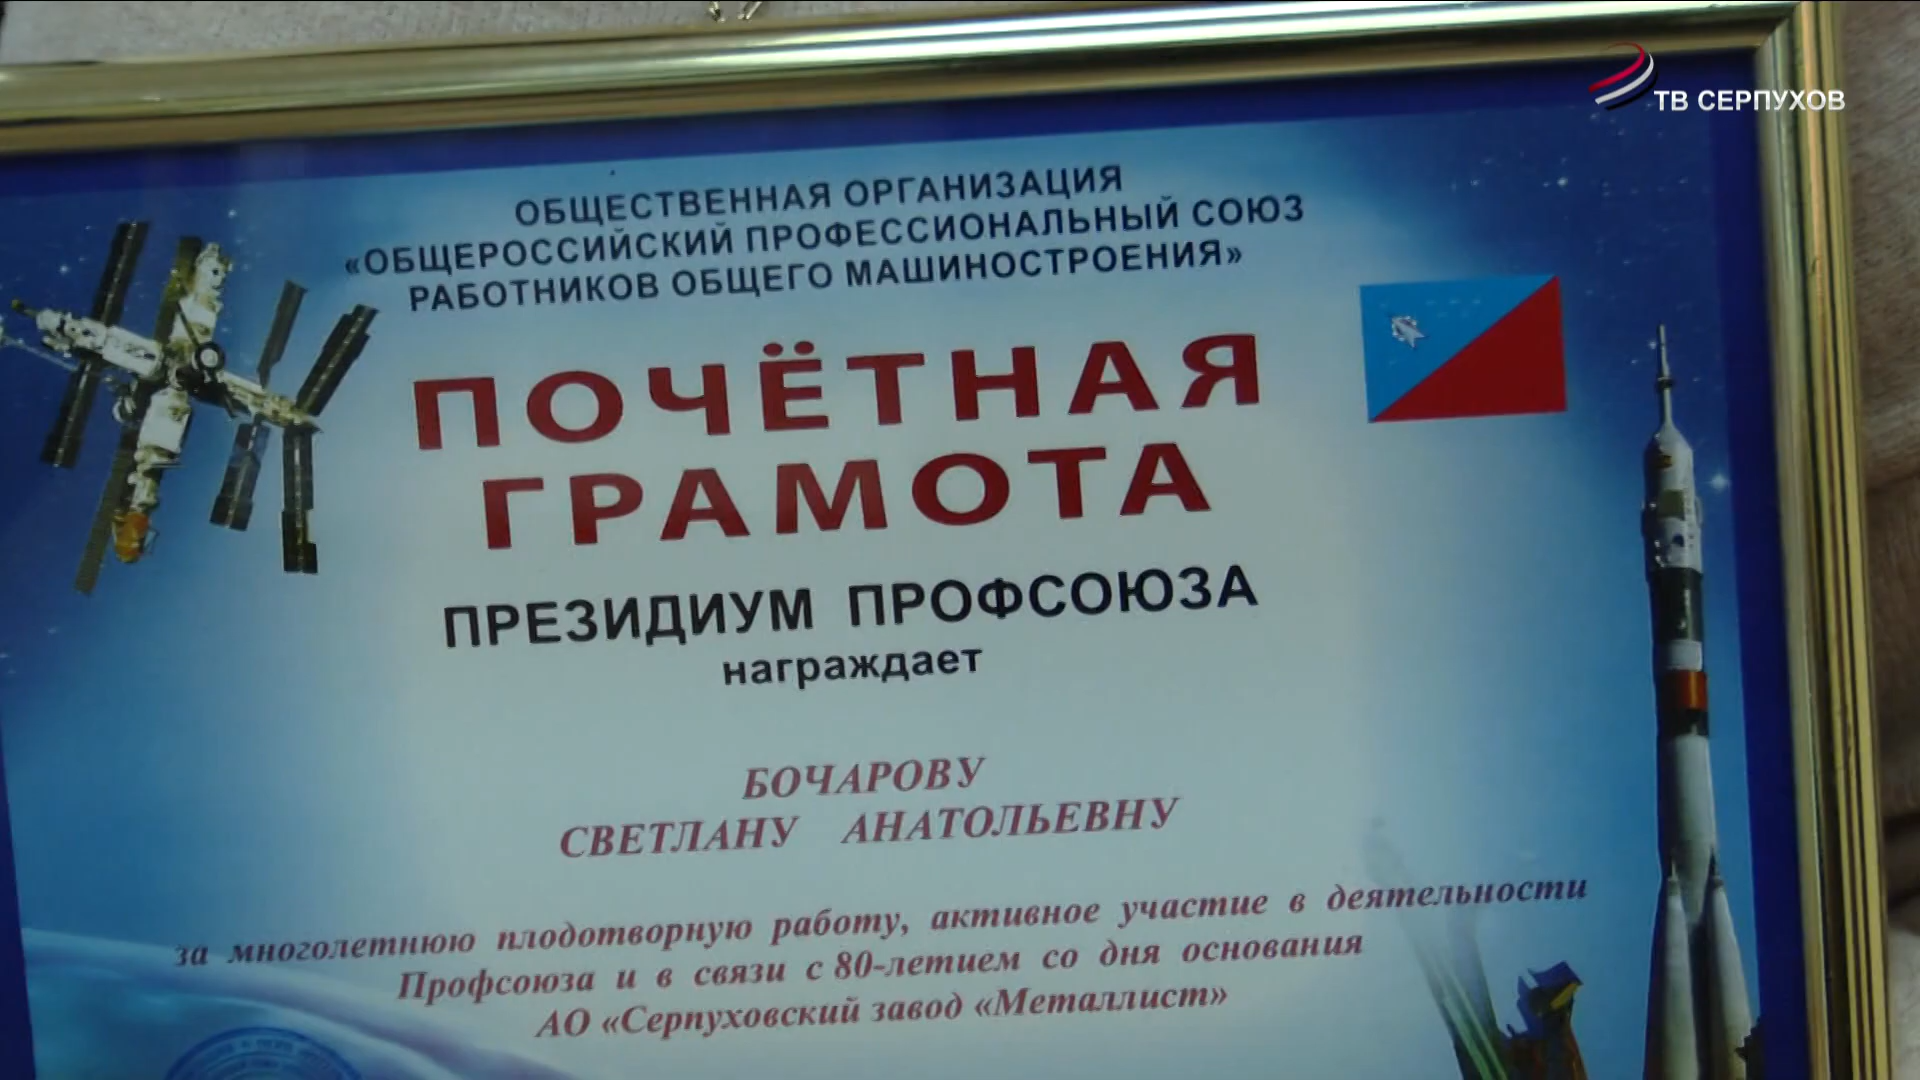 ТВ СЕРПУХОВ
ОБЩЕСТВЕННАЯ ОРГАНИЗАЦИЯ
«ОБЩЕРОССИЙСКИЙ ПРОФЕССИОНАЛЬНЫЙ СОЮЗ
РАБОТНИКОВ ОБЩЕГО МАШИНОСТРОЕНИЯ»
ПОЧЁТНАЯ
ГРАМОТА
ПРЕЗИДИУМ ПРОФСОЮЗА
награждает
БОЧАРОВУ
СВЕТЛАНУ АНАТОЛЬЕВНУ
за многолетнюю плодотворную работу, активное участие в деятельности
Профсоюза и в связи с 80-летием со дня основания
АО «Серпуховский завод «Металлист»